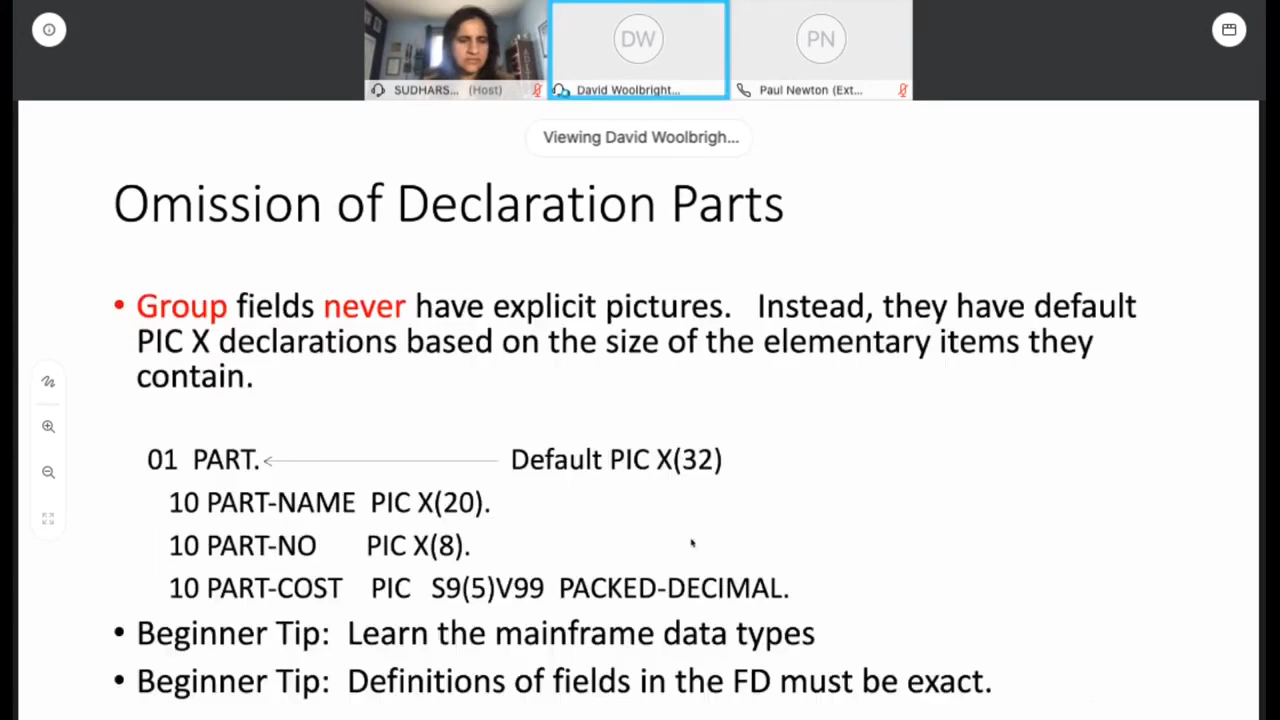 DW
PN
SUDHARS... (Host)
David Woolbright...
Paul Newton (Ext...
Viewing David Woolbrigh...
Omission of Declaration Parts
• Group fields never have explicit pictures. Instead, they have default
PIC X declarations based on the size of the elementary items they
contain.
01 PART. Default PIC X(32)
10 PART-NAME PIC X(20).
10 PART-NO PIC X(8).
10 PART-COST PIC S9(5)V99 PACKED-DECIMAL.
• Beginner Tip: Learn the mainframe data types
• Beginner Tip: Definitions of fields in the FD must be exact.